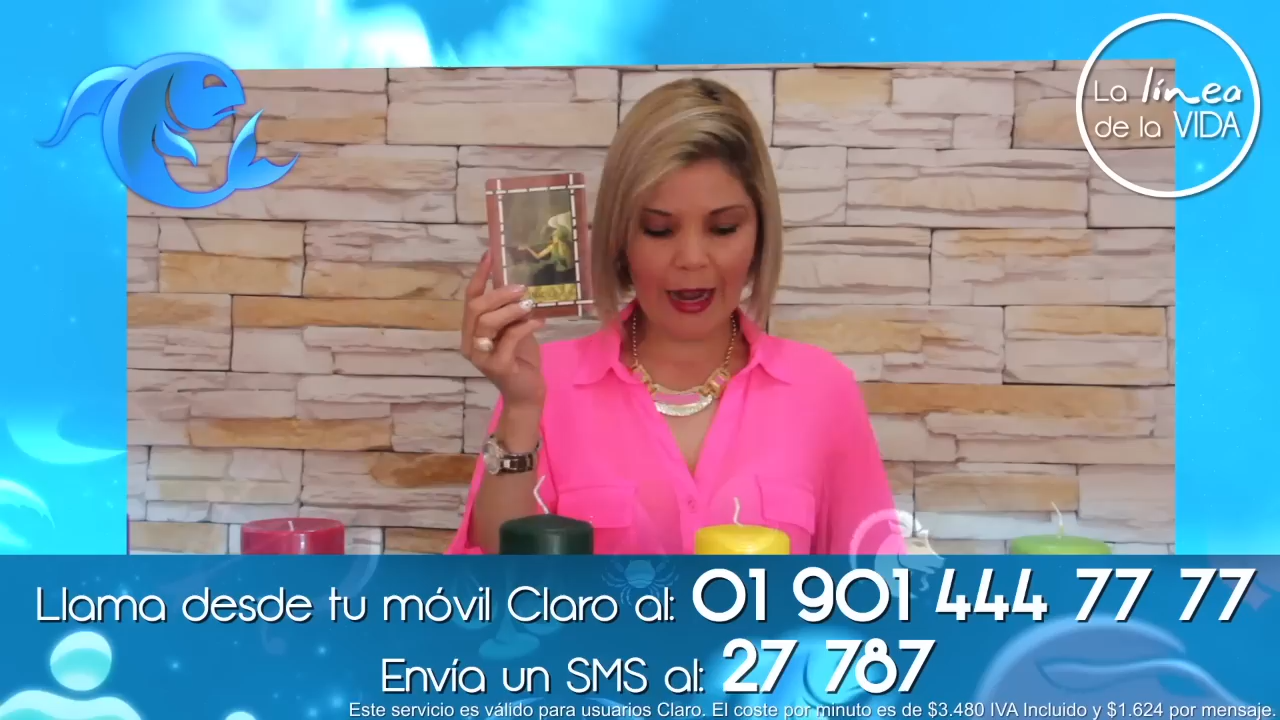 La línea
de la VIDA
Llama desde tu móvil Claro al: 01 901 444 77 77
Envía un SMS al: 27 787
Este servicio es válido para usuarios Claro. El coste por minuto es de $3.480 IVA Incluido y $1.624 por mensaje.